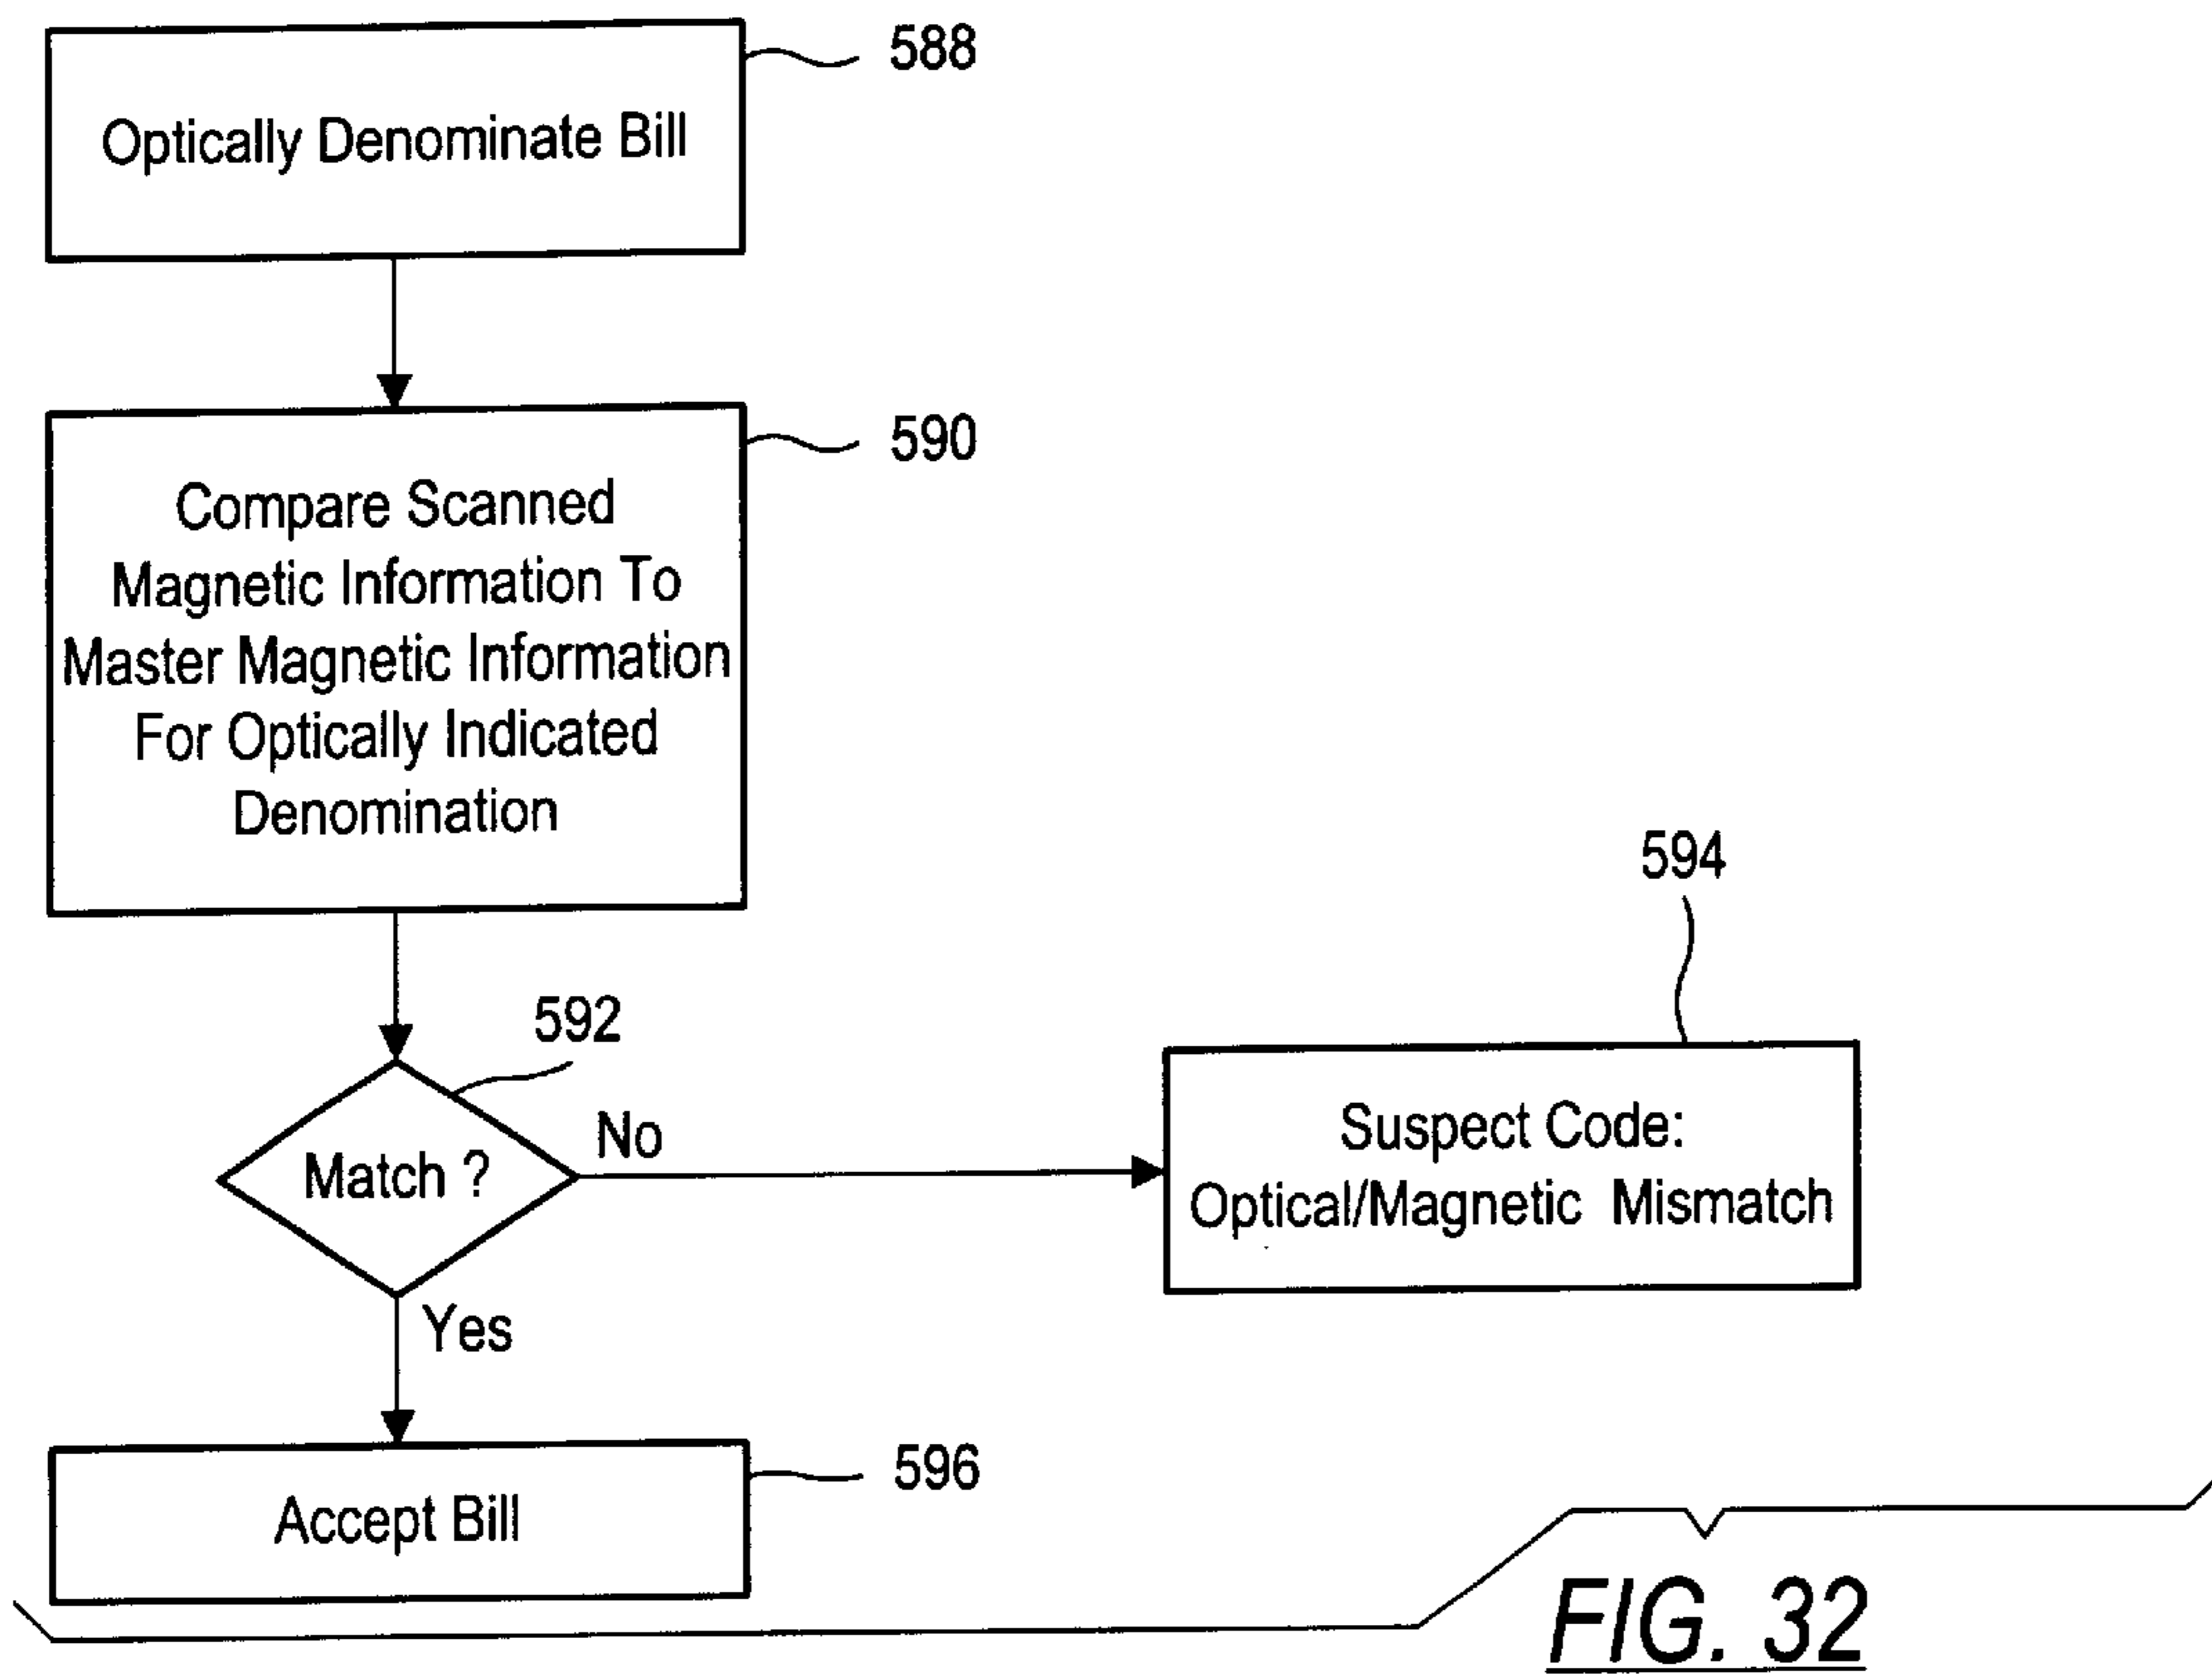 588
Optically Denominate Bill
590
Compare Scanned
Magnetic Information To
Master Magnetic Information
For Optically Indicated
Denomination
592
Match ?
No
594
Suspect Code:
Optical/Magnetic Mismatch
Yes
596
Accept Bill
FIG. 32